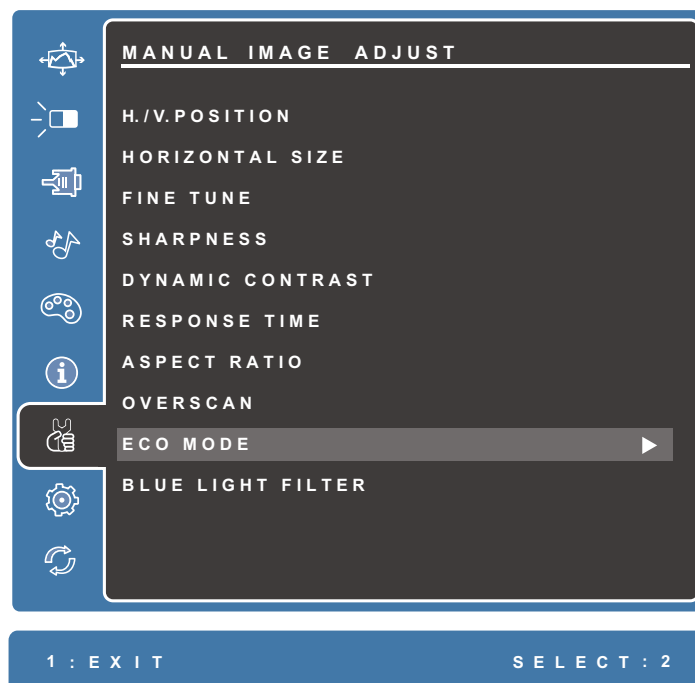 MANUAL IMAGE ADJUST
H./V.POSITION
HORIZONTAL SIZE
FINE TUNE
SHARPNESS
DYNAMIC CONTRAST
RESPONSE TIME
ASPECT RATIO
OVERSCAN
ECO MODE
BLUE LIGHT FILTER
1:EXIT SELECT:2